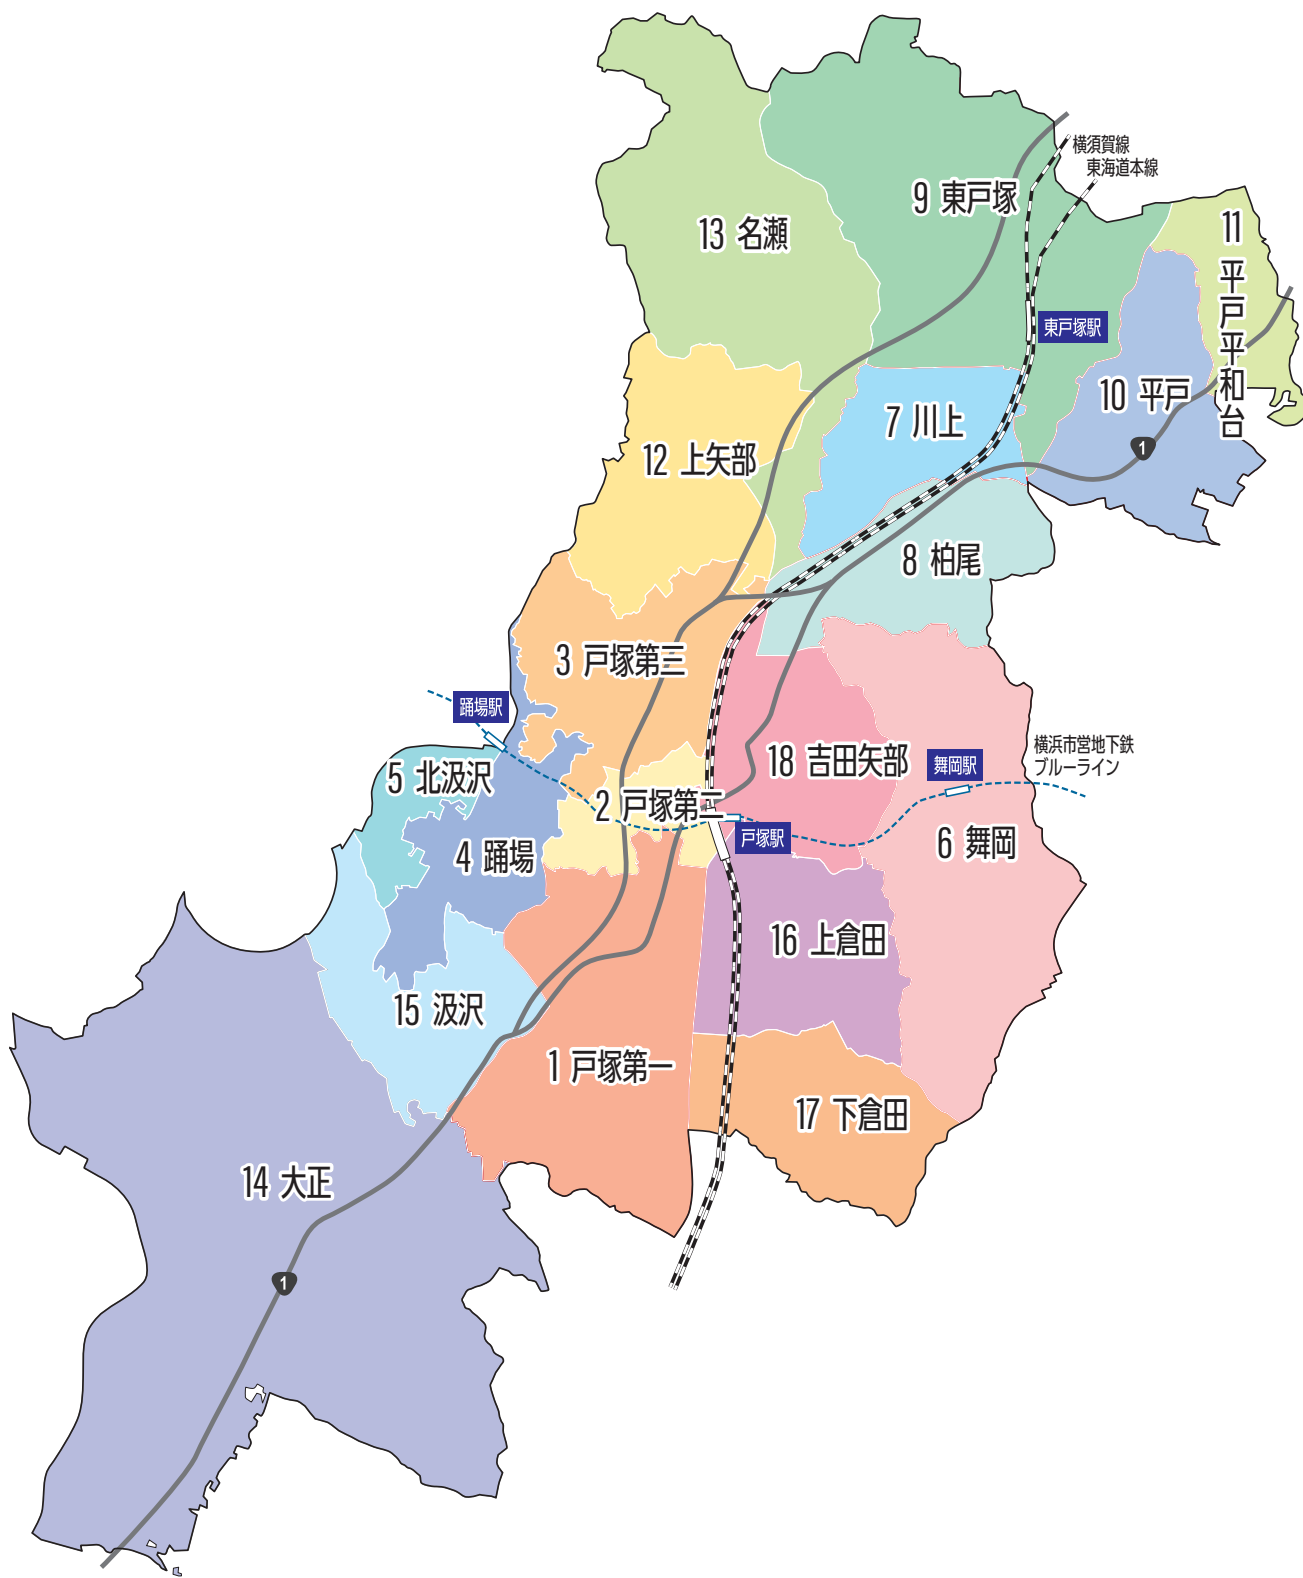 横須賀線
東海道本線
9 東戸塚
13 名瀬
11 平戸平和台
東戸塚駅
10 平戸
7 川上
1
12 上矢部
8 柏尾
3 戸塚第三
踊場駅
横浜市営地下鉄
ブルーライン
18 吉田矢部
舞岡駅
5 北汲沢
2 戸塚第二
戸塚駅
6 舞岡
4 踊場
16 上倉田
15 汲沢
1 戸塚第一
17 下倉田
14 大正
1